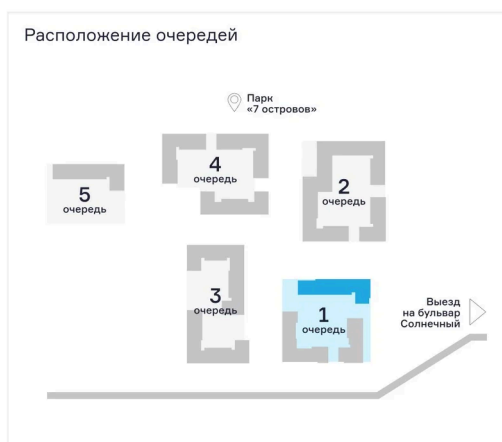 Расположение очередей
Парк
«7 островов»
4
очередь
2
очередь
5
очередь
3
очередь
1
очередь
Выезд
на бульвар
Солнечный